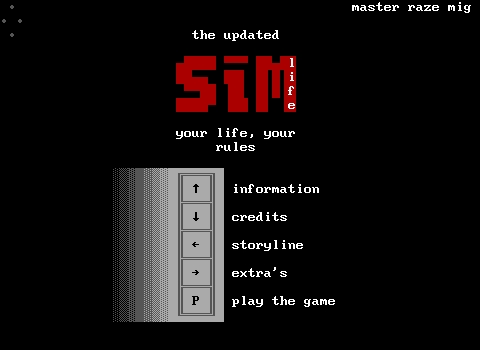 master raze mig
the updated
SiM
life
your life, your
rules
↑ information
↓ credits
← storyline
→ extra's
P play the game